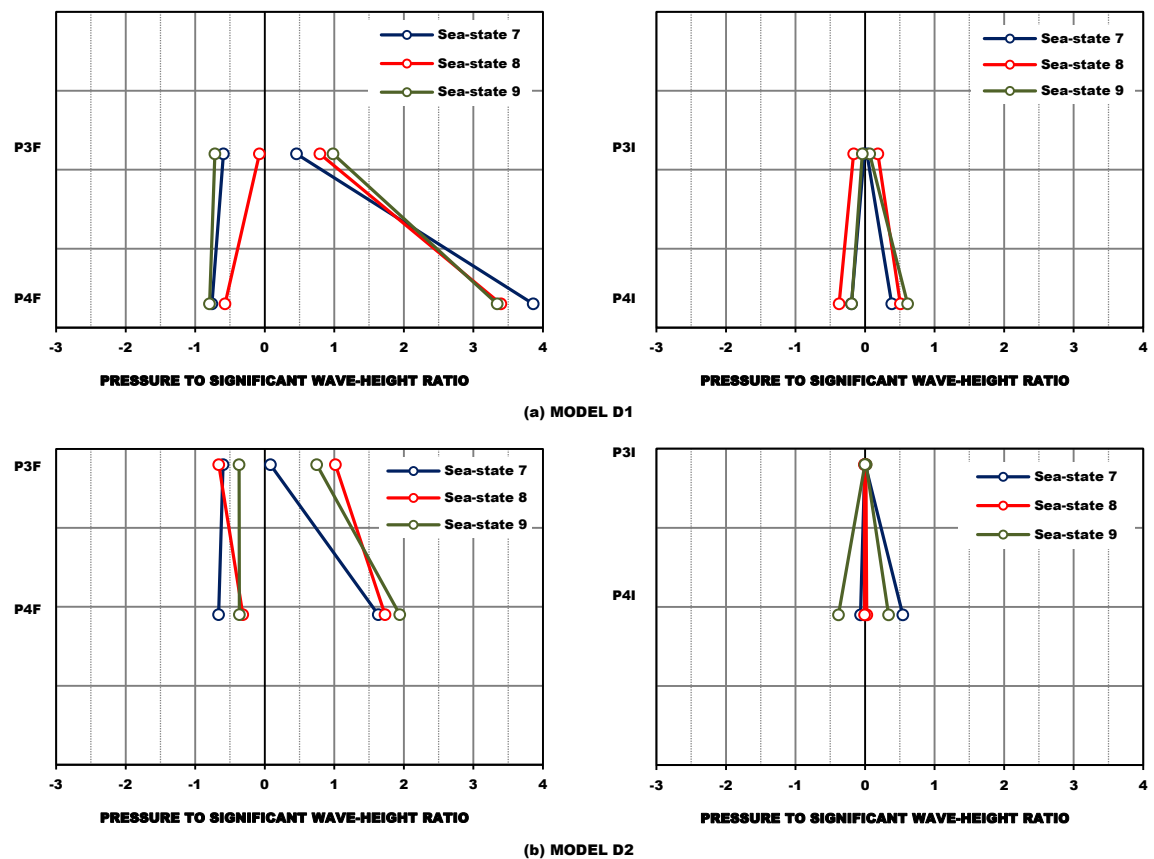 Sea-state 7
Sea-state 8
Sea-state 9
P3F
P4F
-3 -2 -1 0 1 2 3 4
PRESSURE TO SIGNIFICANT WAVE-HEIGHT RATIO
Sea-state 7
Sea-state 8
Sea-state 9
P3I
P4I
-3 -2 -1 0 1 2 3 4
PRESSURE TO SIGNIFICANT WAVE-HEIGHT RATIO
(a) MODEL D1
P3F
Sea-state 7
Sea-state 8
Sea-state 9
P4F
-3 -2 -1 0 1 2 3 4
PRESSURE TO SIGNIFICANT WAVE-HEIGHT RATIO
P3I
Sea-state 7
Sea-state 8
Sea-state 9
P4I
-3 -2 -1 0 1 2 3 4
PRESSURE TO SIGNIFICANT WAVE-HEIGHT RATIO
(b) MODEL D2